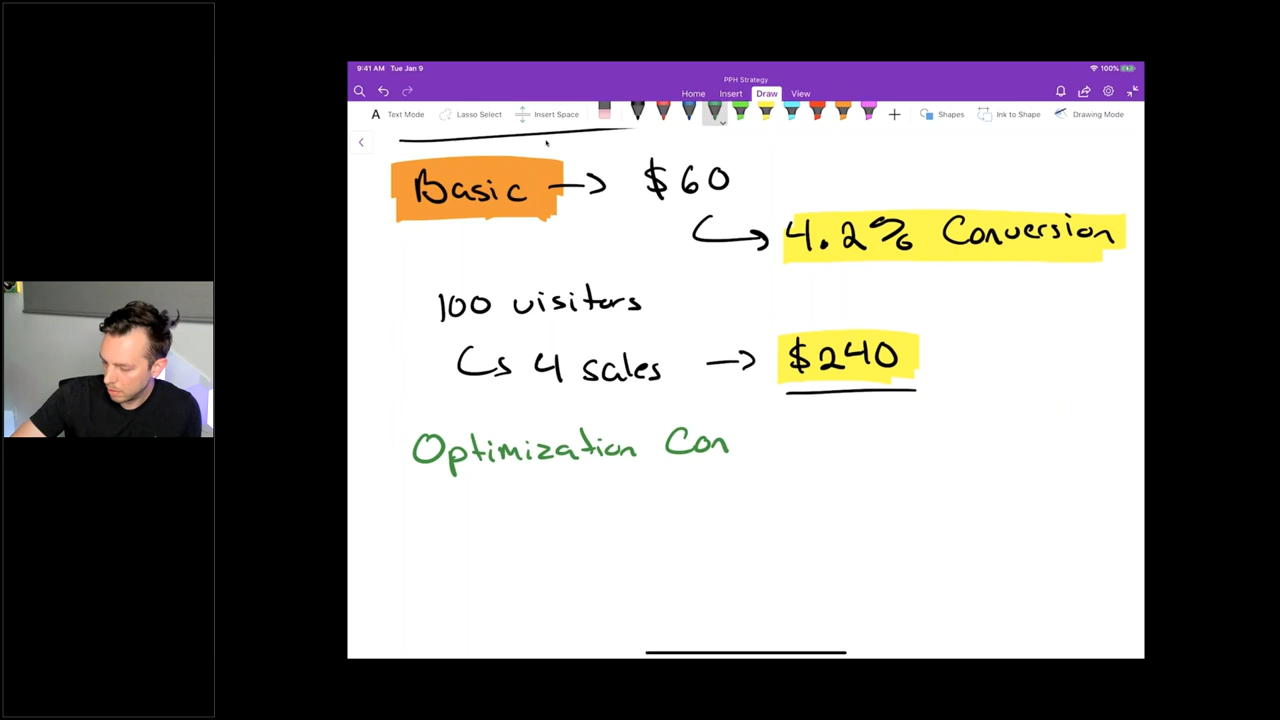 9:41 AM Tue Jan 9
100%
PPH Strategy
Home Insert Draw View
A Text Mode Lasso Select Insert Space Shapes Ink to Shape Drawing Mode
Basic → $60
4.2% Conversion
100 visitors
4 sales → $240
Optimization Con